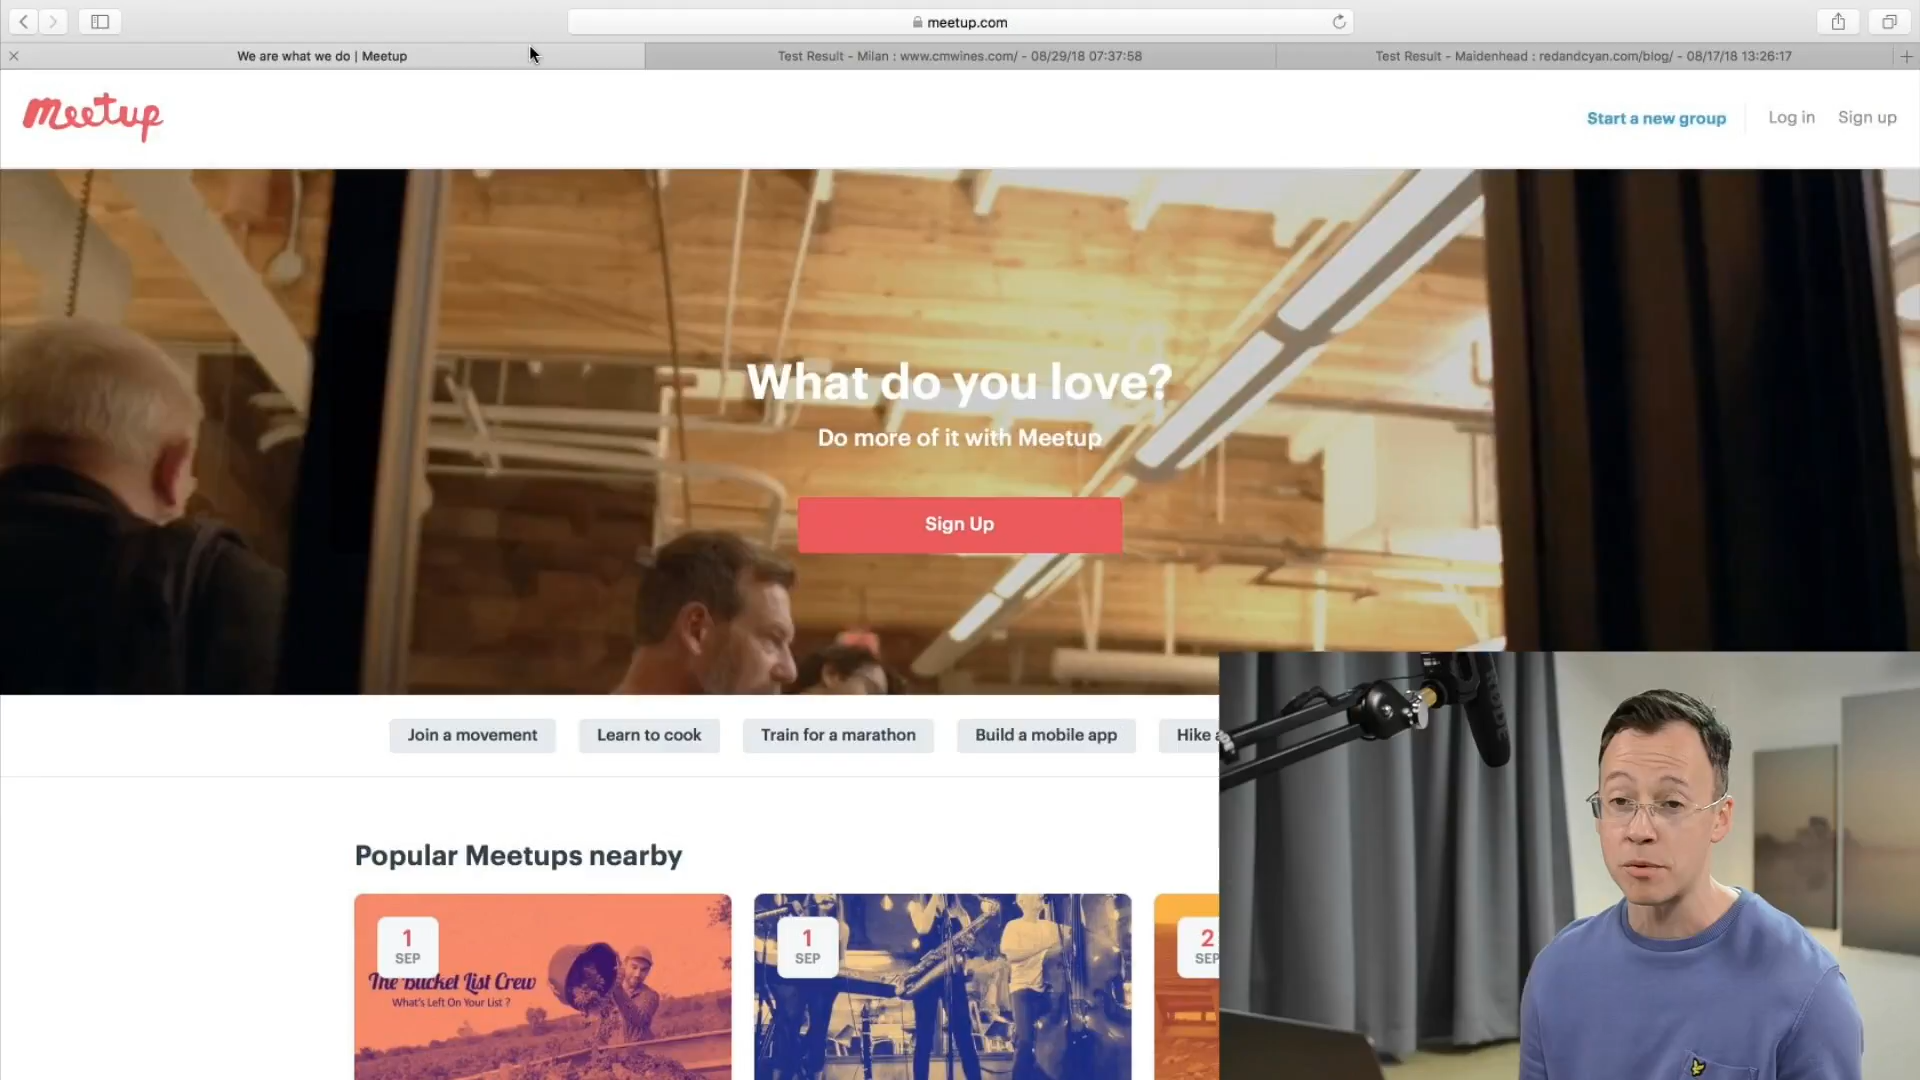 meetup.com
We are what we do | Meetup
Test Result - Milan : www.cmwines.com/ - 08/29/18 07:37:58
Test Result - Maidenhead : redandcyan.com/blog/ - 08/17/18 13:26:17
Meetup
Start a new group
Log in
Sign up
What do you love?
Do more of it with Meetup
Sign Up
Join a movement
Learn to cook
Train for a marathon
Build a mobile app
Hike
Popular Meetups nearby
1
SEP
The Bucket List Crew
What's Left On Your List ?
1
SEP
2
SEP
RODE